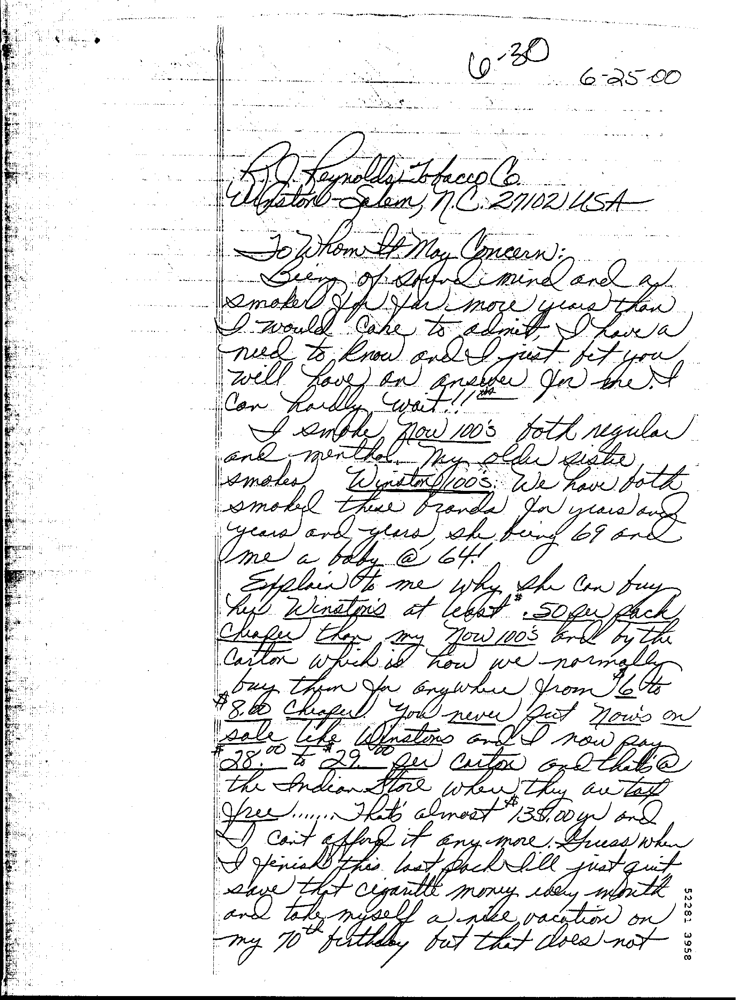 6-30
6-25-00
R.J. Reynolds Tobacco Co.
Winston-Salem, N.C. 27102 USA
To Whom It May Concern:
Being of sound mind and a
smoker for far more years than
I would care to admit, I have a
need to know and I just bet you
will have an answer for me. I
can hardly wait!!
I smoke Now 100's both regular
and menthol. My older sister
smokes Winston 100's. We have both
smoked these brands for years and
years and years, she being 69 and
me a baby @ 64!
Explain to me why she can buy
her Winston's at least $.50 per pack
cheaper than my Now 100's and by the
carton which is how we normally
buy them for anywhere from $6 to
$8.00 cheaper. You never put Now's on
sale like Winstons and I now pay
$28.00 to $29.00 per carton and that's @
the Indian Store where they are tax
free....... That's almost $135.00 yr and
I can't afford it any more. Guess when
I finish this last pack I'll just quit
save that cigarette money every month
and take myself a nice vacation on
my 70th birthday but that does not
52281 3958